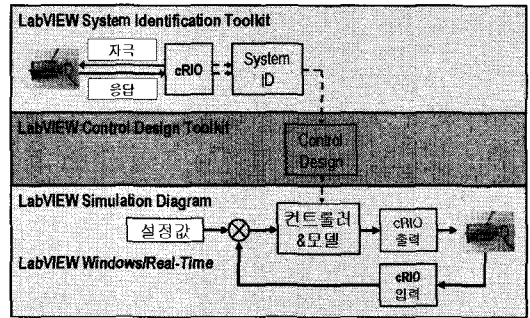 LabVIEW System Identification Toolkit
자극
응답
cRIO
System
ID
LabVIEW Control Design Toolkit
Control
Design
LabVIEW Simulation Diagram
설정값
컨트롤러
&모델
cRIO
출력
LabVIEW Windows/Real-Time
cRIO
입력